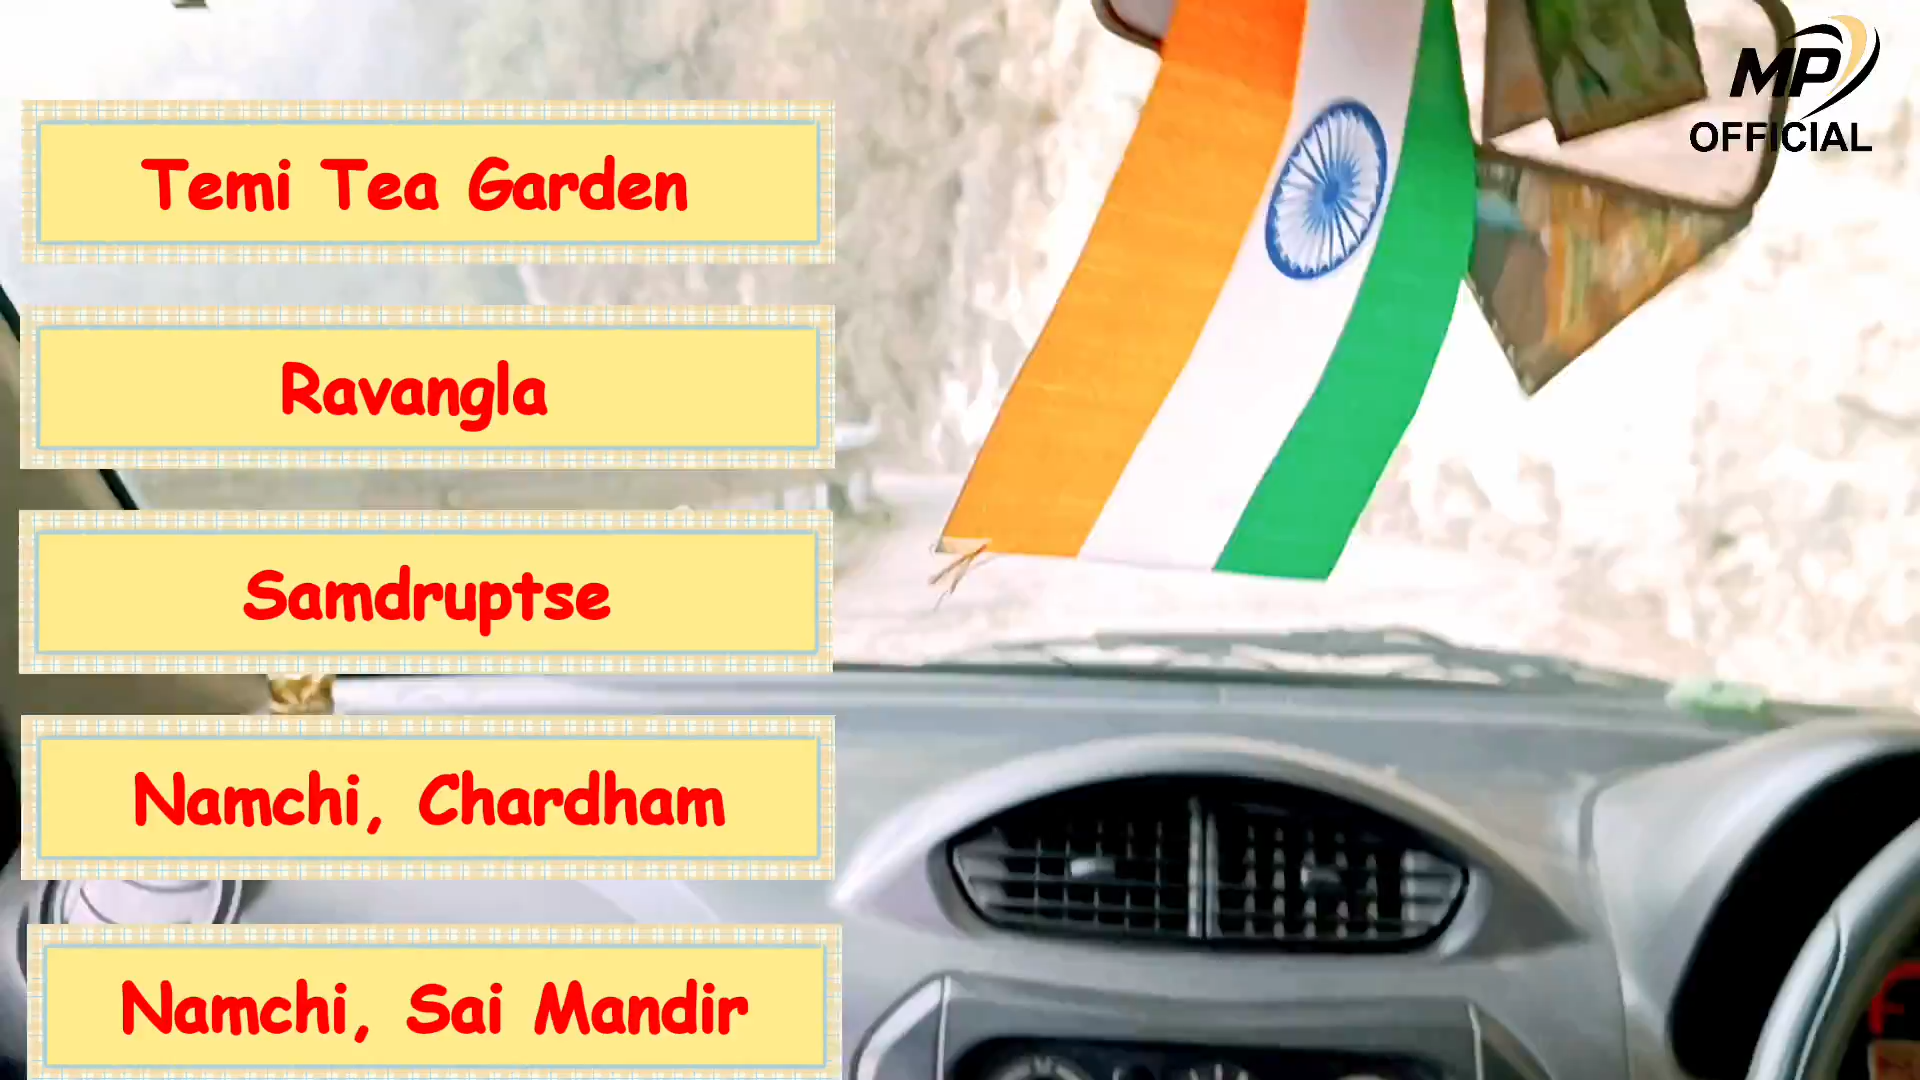 MP
OFFICIAL
Temi Tea Garden
Ravangla
Samdruptse
Namchi, Chardham
Namchi, Sai Mandir